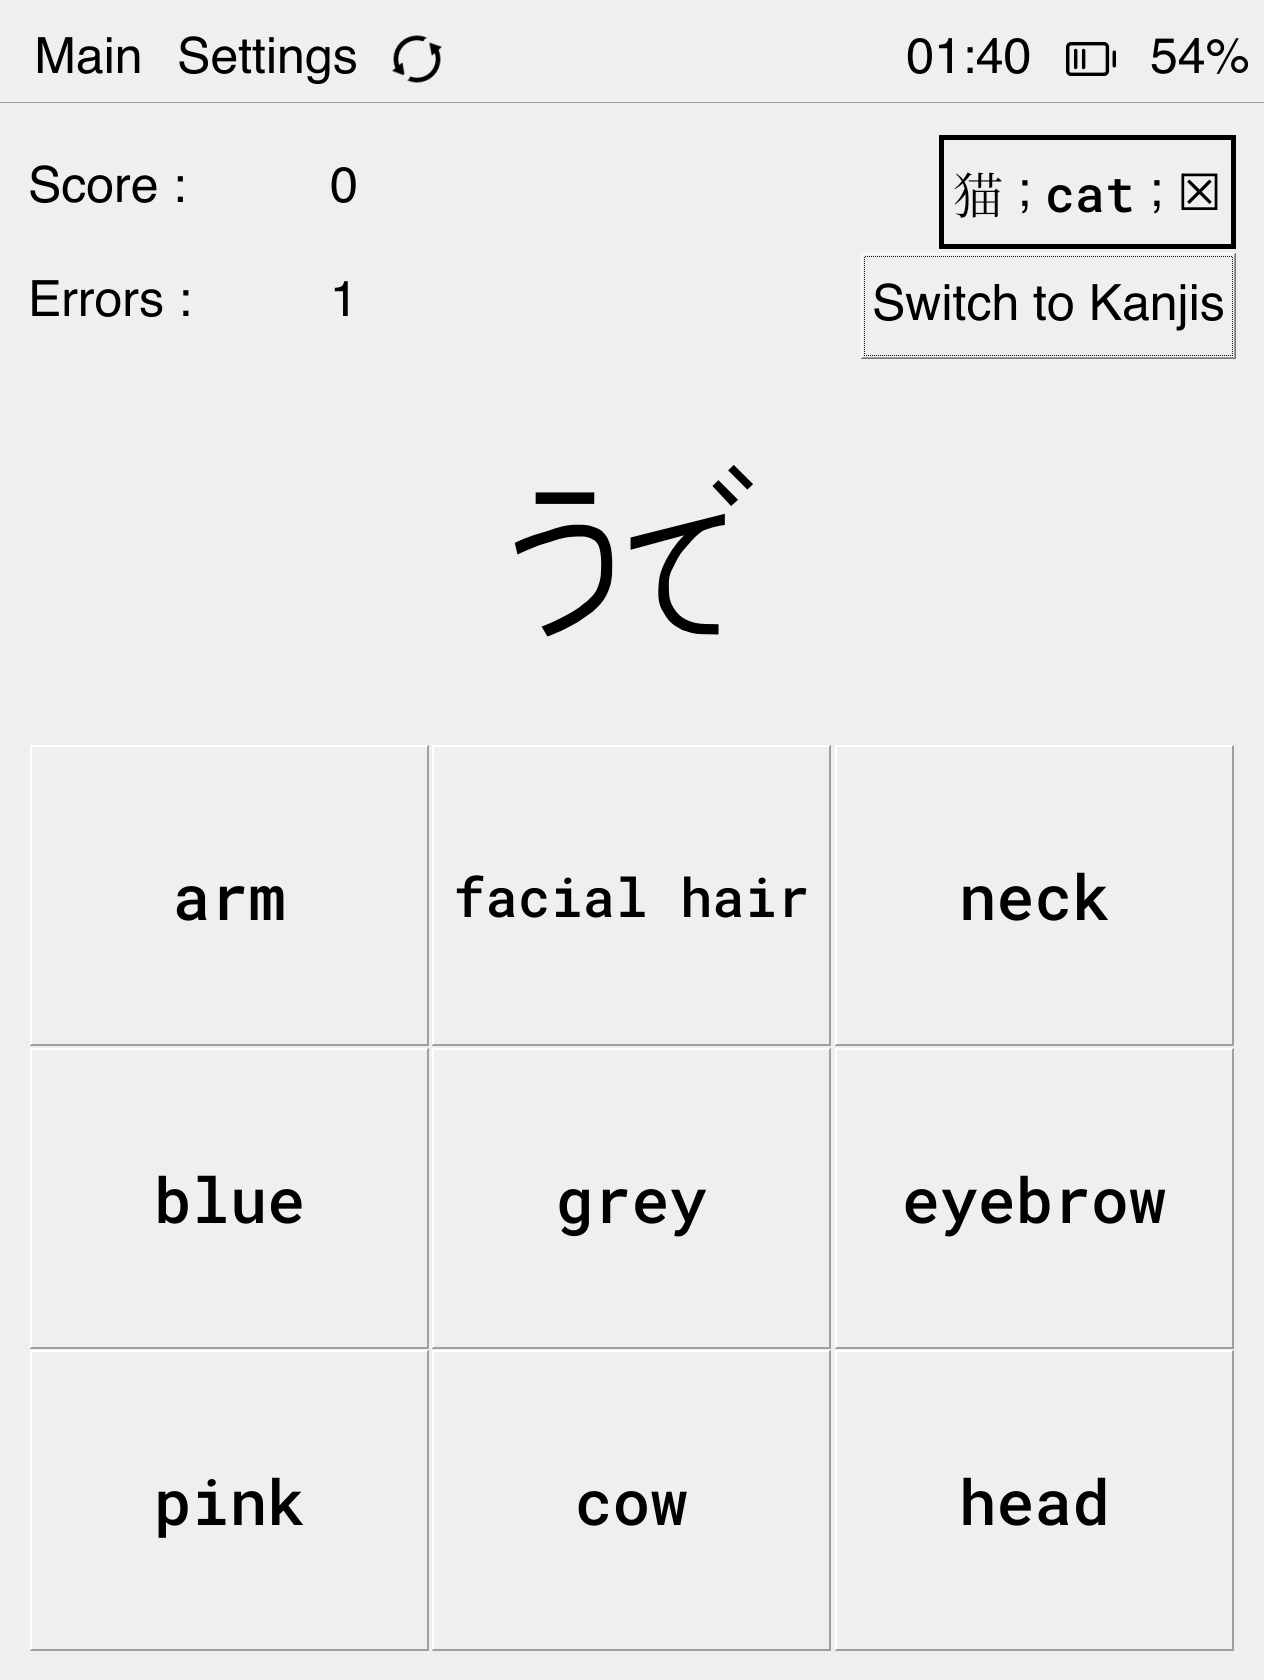 Main Settings 01:40 54%
Score : 0
猫 ; cat ; ☒
Errors : 1
Switch to Kanjis
うで
arm facial hair neck
blue grey eyebrow
pink cow head